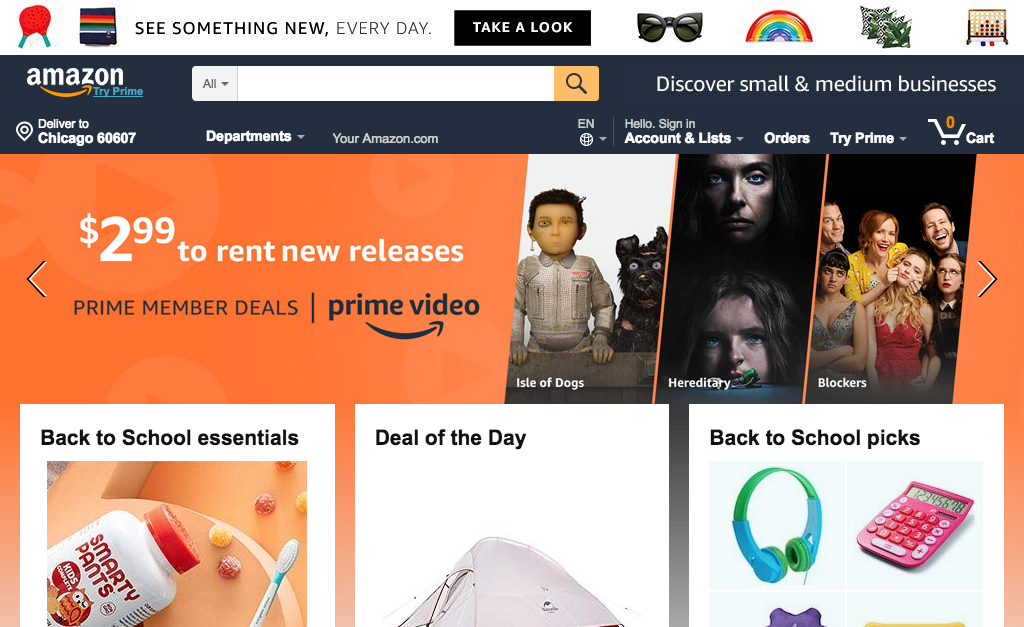 SEE SOMETHING NEW, EVERY DAY. TAKE A LOOK
amazon
Try Prime
All
Discover small & medium businesses
Deliver to
Chicago 60607
Departments
Your Amazon.com
EN
Hello. Sign in
Account & Lists
Orders
Try Prime
0
Cart
$2.99 to rent new releases
PRIME MEMBER DEALS | prime video
Isle of Dogs
Hereditary
Blockers
Back to School essentials
Deal of the Day
Back to School picks
SMARTY
PANTS
KIDS
COMPLETE